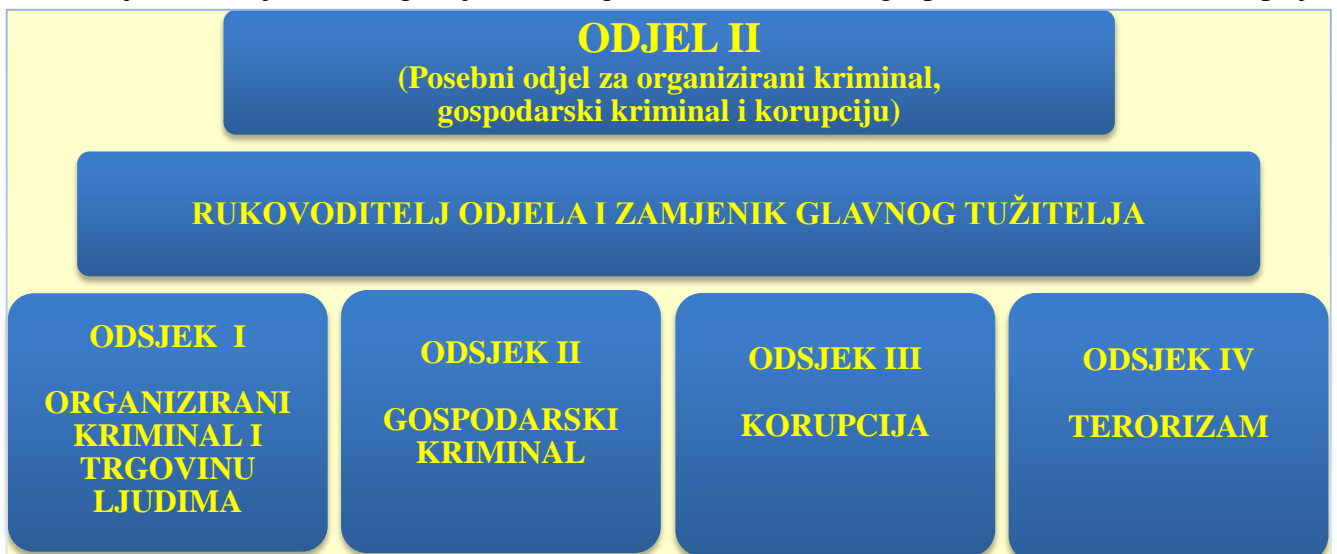 ODJEL II
(Posebni odjel za organizirani kriminal,
gospodarski kriminal i korupciju)
RUKOVODITELJ ODJELA I ZAMJENIK GLAVNOG TUŽITELJA
ODSJEK I
ORGANIZIRANI
KRIMINAL I
TRGOVINU
LJUDIMA
ODSJEK II
GOSPODARSKI
KRIMINAL
ODSJEK III
KORUPCIJA
ODSJEK IV
TERORIZAM